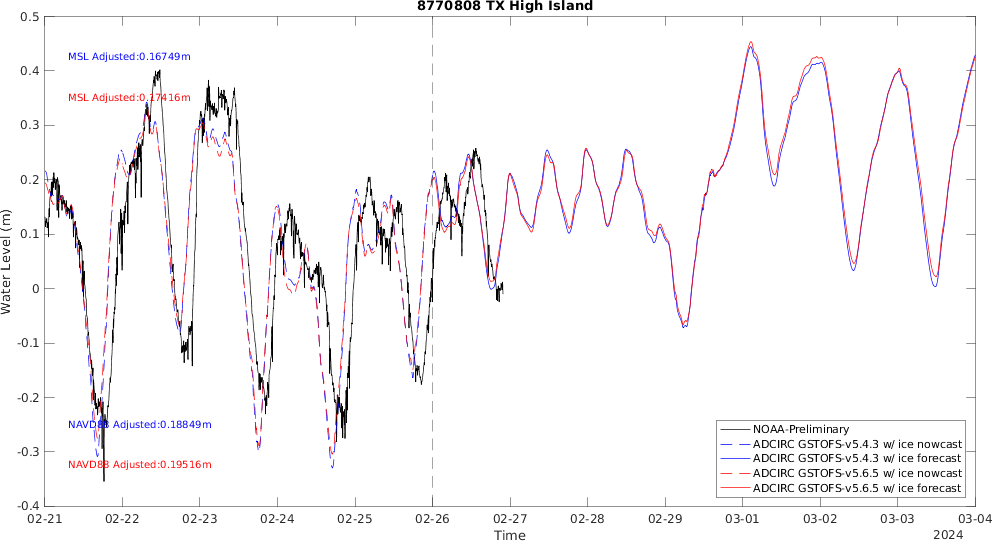 8770808 TX High Island
0.5
0.4
0.3
0.2
0.1
0
-0.1
-0.2
-0.3
-0.4
Water Level (m)
MSL Adjusted:0.16749m
MSL Adjusted:0.17416m
NAVD88 Adjusted:0.18849m
NAVD88 Adjusted:0.19516m
NOAA-Preliminary
ADCIRC GSTOFS-v5.4.3 w/ ice nowcast
ADCIRC GSTOFS-v5.4.3 w/ ice forecast
ADCIRC GSTOFS-v5.6.5 w/ ice nowcast
ADCIRC GSTOFS-v5.6.5 w/ ice forecast
02-21 02-22 02-23 02-24 02-25 02-26 02-27 02-28 02-29 03-01 03-02 03-03 03-04
Time
2024